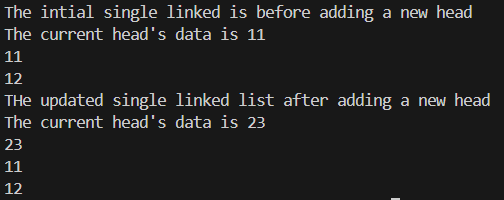 The intial single linked is before adding a new head
The current head's data is 11
11
12
THe updated single linked list after adding a new head
The current head's data is 23
23
11
12